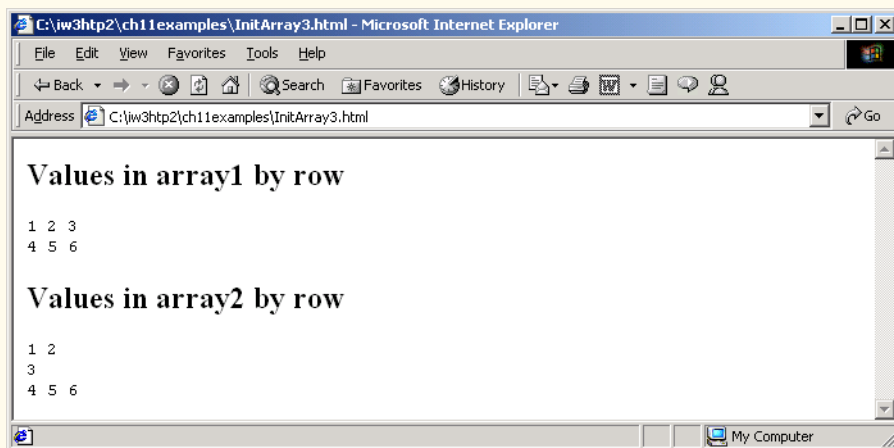 C:\iw3htp2\ch11examples\InitArray3.html - Microsoft Internet Explorer
File Edit View Favorites Tools Help
Back Search Favorites History
Address C:\iw3htp2\ch11examples\InitArray3.html Go
Values in array1 by row
1 2 3
4 5 6
Values in array2 by row
1 2
3
4 5 6
My Computer